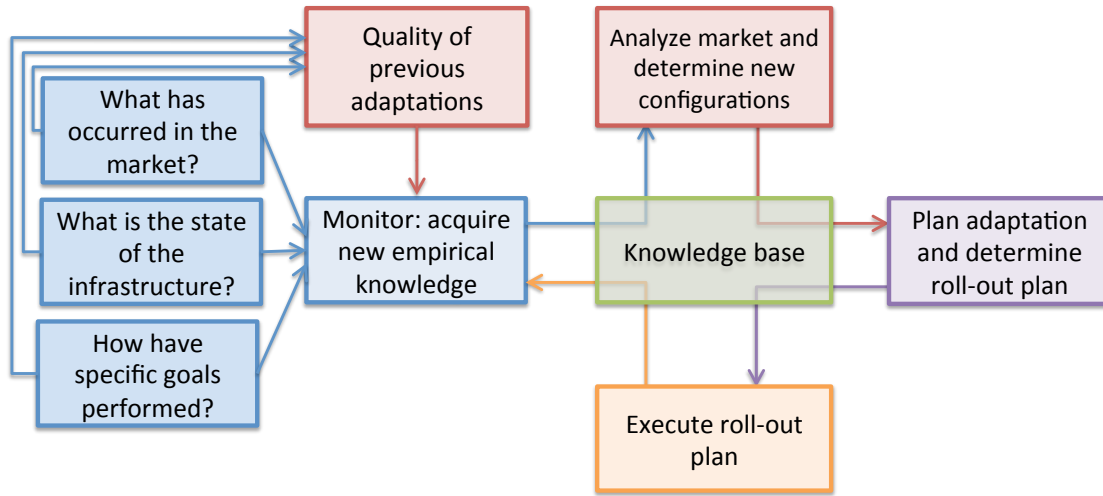 Quality of
previous
adaptations
Analyze market and
determine new
configurations
What has
occurred in the
market?
What is the state
of the
infrastructure?
How have
specific goals
performed?
Monitor: acquire
new empirical
knowledge
Knowledge base
Plan adaptation
and determine
roll-out plan
Execute roll-out
plan